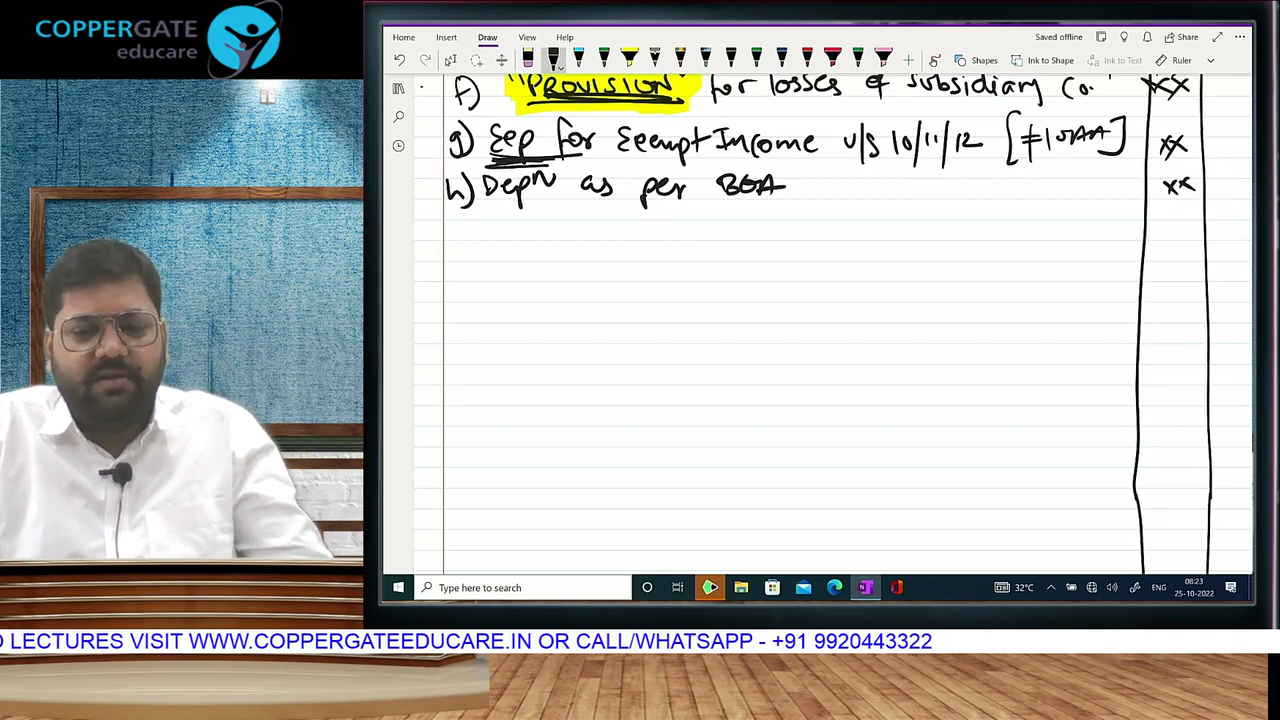 COPPERGATE
educare
Home Insert Draw View Help
Saved offline Share
Shapes Ink to Shape Ink to Text Ruler
f) "PROVISION" for losses of subsidiary Co. xxx
g) Exp for Exempt Income u/s 10/11/12 [≠10AA] xx
h) Depn as per BOA xx
Type here to search
32°C ENG 08:23
25-10-2022
LECTURES VISIT WWW.COPPERGATEEDUCARE.IN OR CALL/WHATSAPP - +91 9920443322